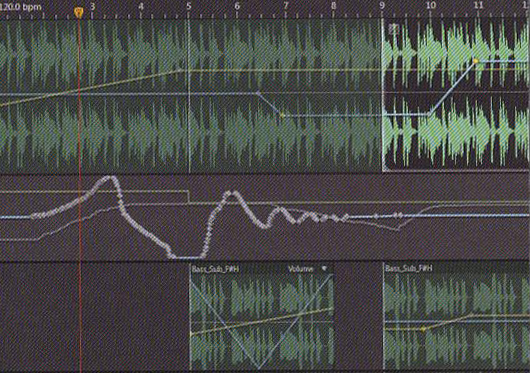 120.0 bpm
3 4 5 6 7 8 9 10 11
Bass_Sub_F#H Volume
Bass_Sub_F#H